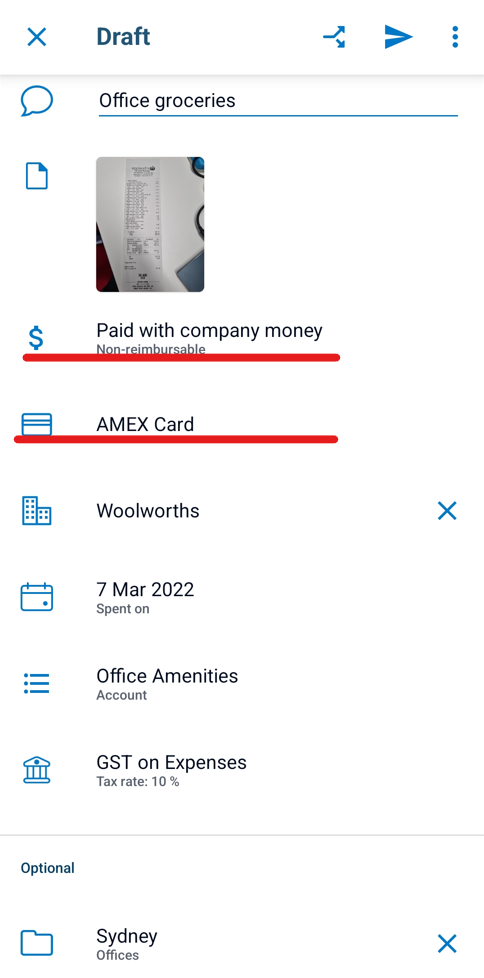 Draft
Office groceries
Paid with company money
Non-reimbursable
AMEX Card
Woolworths
7 Mar 2022
Spent on
Office Amenities
Account
GST on Expenses
Tax rate: 10 %
Optional
Sydney
Offices